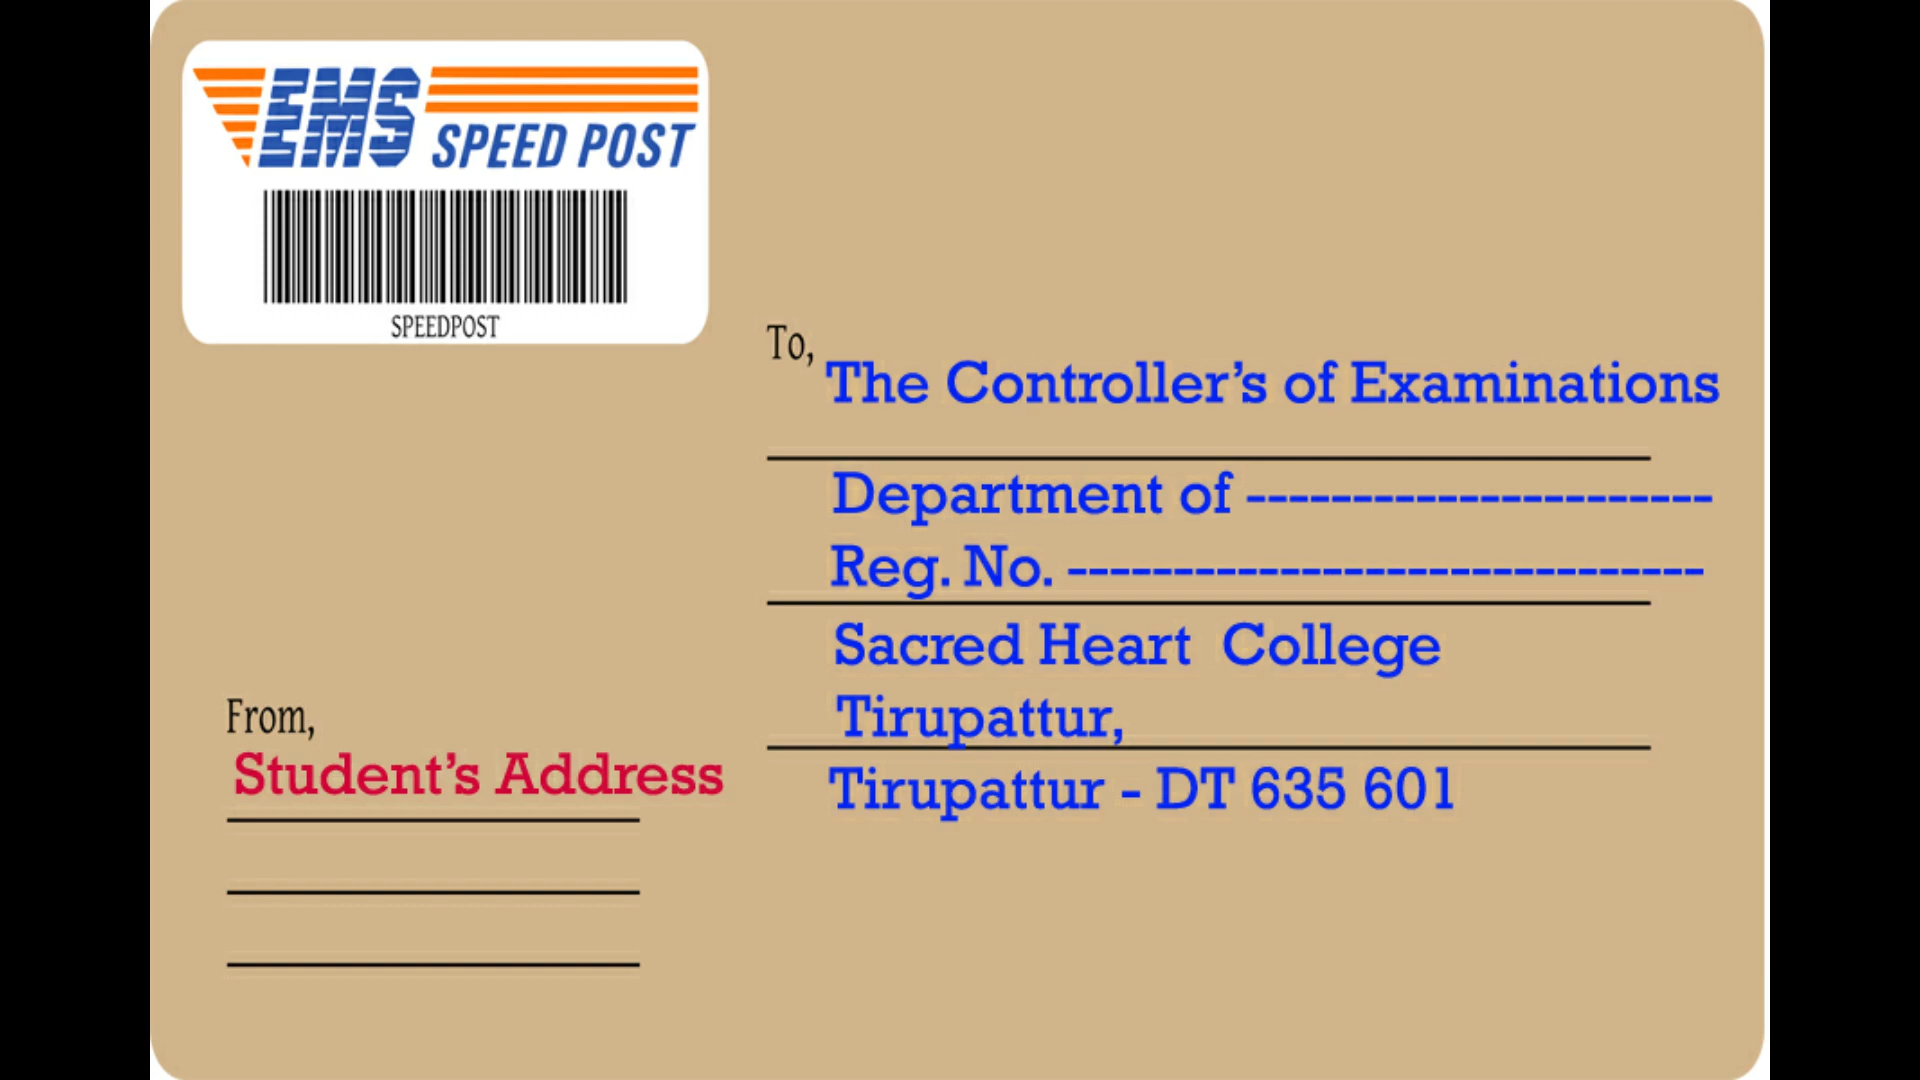 EMS SPEED POST
SPEEDPOST
To,
The Controller's of Examinations
Department of ----------------------
Reg. No. ------------------------------
Sacred Heart  College
Tirupattur,
Tirupattur - DT 635 601
From,
Student's Address